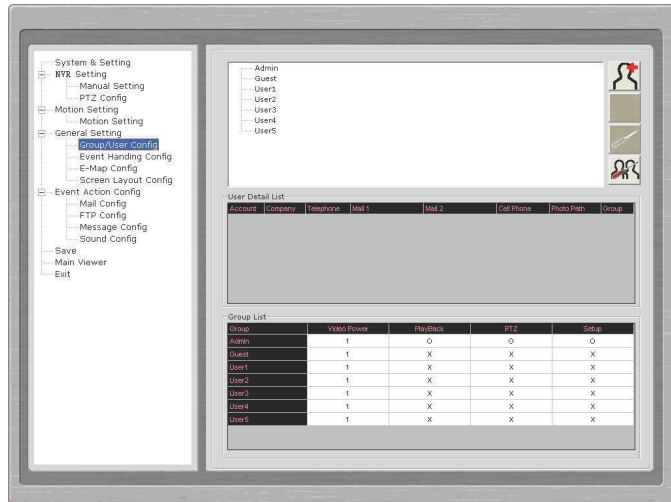 System & Setting
NVR Setting
Manual Setting
PTZ Config
Motion Setting
Motion Setting
General Setting
Group/User Config
Event Handing Config
E-Map Config
Screen Layout Config
Event Action Config
Mail Config
FTP Config
Message Config
Sound Config
Save
Main Viewer
Exit
Admin
Guest
User1
User2
User3
User4
User5
User Detail List
Account Company Telephone Mail 1 Mail 2 Cell Phone Photo Path Group
Group List
Group Video Power PlayBack PTZ Setup
Admin 1 O O O
Guest 1 X X X
User1 1 X X X
User2 1 X X X
User3 1 X X X
User4 1 X X X
User5 1 X X X